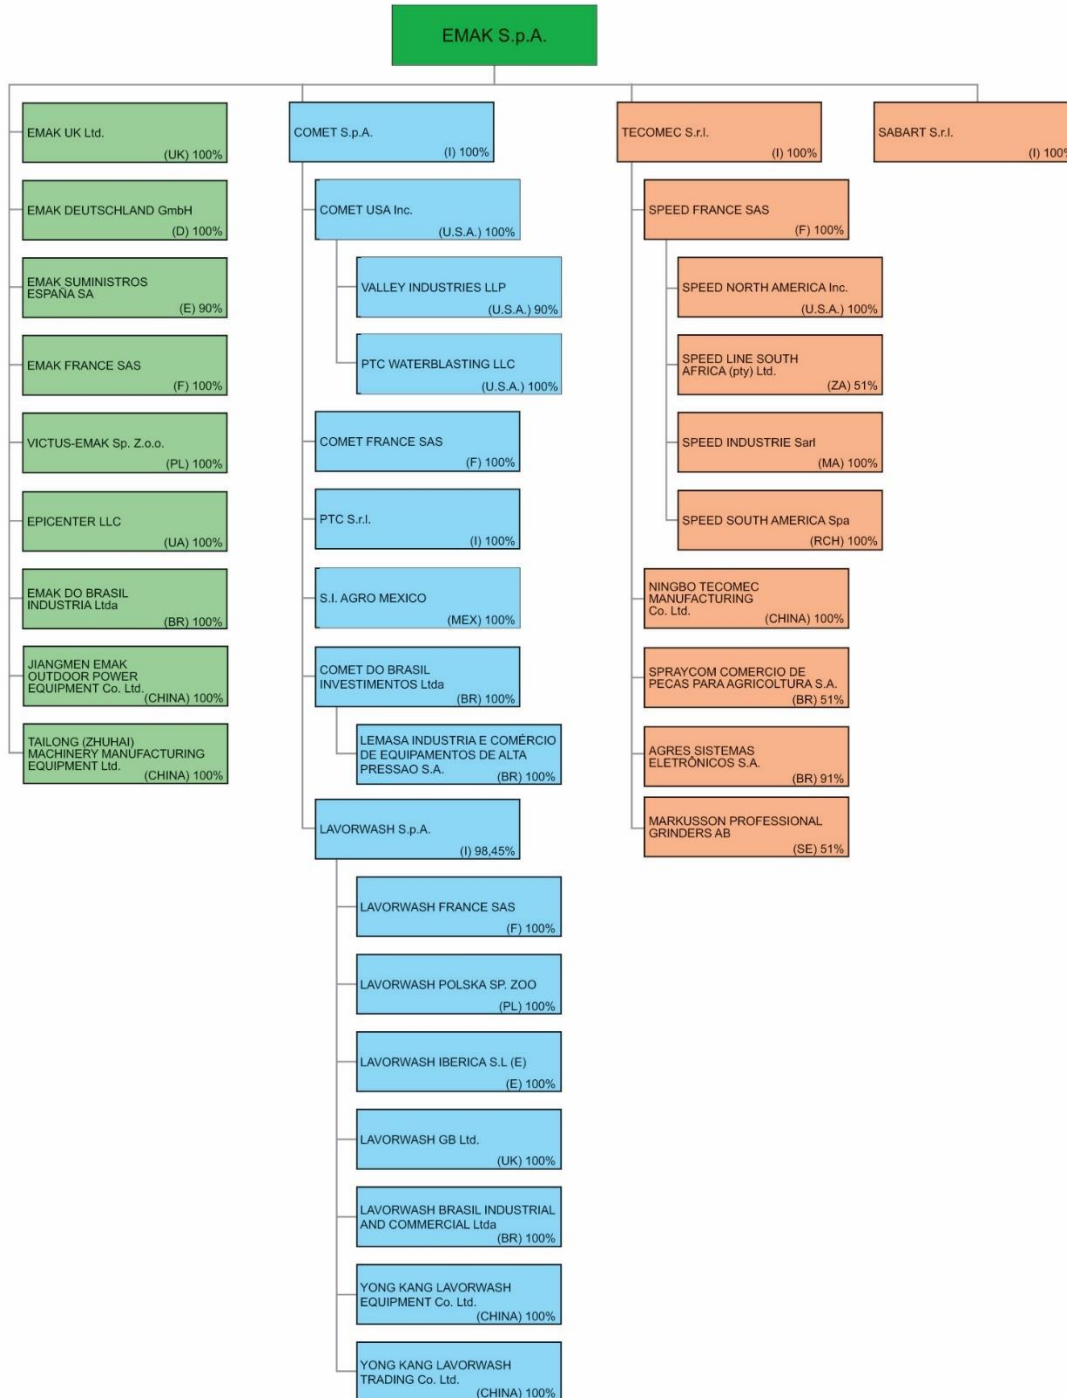 EMAK S.p.A.
EMAK UK Ltd.
(UK) 100%
EMAK DEUTSCHLAND GmbH
(D) 100%
EMAK SUMINISTROS
ESPAÑA SA
(E) 90%
EMAK FRANCE SAS
(F) 100%
VICTUS-EMAK Sp. Z.o.o.
(PL) 100%
EPICENTER LLC
(UA) 100%
EMAK DO BRASIL
INDUSTRIA Ltda
(BR) 100%
JIANGMEN EMAK
OUTDOOR POWER
EQUIPMENT Co. Ltd.
(CHINA) 100%
TAILONG (ZHUHAI)
MACHINERY MANUFACTURING
EQUIPMENT Ltd.
(CHINA) 100%
COMET S.p.A.
(I) 100%
COMET USA Inc.
(U.S.A.) 100%
VALLEY INDUSTRIES LLP
(U.S.A.) 90%
PTC WATERBLASTING LLC
(U.S.A.) 100%
COMET FRANCE SAS
(F) 100%
PTC S.r.l.
(I) 100%
S.I. AGRO MEXICO
(MEX) 100%
COMET DO BRASIL
INVESTIMENTOS Ltda
(BR) 100%
LEMASA INDUSTRIA E COMÉRCIO
DE EQUIPAMENTOS DE ALTA
PRESSAO S.A.
(BR) 100%
LAVORWASH S.p.A.
(I) 98,45%
LAVORWASH FRANCE SAS
(F) 100%
LAVORWASH POLSKA SP. ZOO
(PL) 100%
LAVORWASH IBERICA S.L (E)
(E) 100%
LAVORWASH GB Ltd.
(UK) 100%
LAVORWASH BRASIL INDUSTRIAL
AND COMMERCIAL Ltda
(BR) 100%
YONG KANG LAVORWASH
EQUIPMENT Co. Ltd.
(CHINA) 100%
YONG KANG LAVORWASH
TRADING Co. Ltd.
(CHINA) 100%
TECOMEC S.r.l.
(I) 100%
SPEED FRANCE SAS
(F) 100%
SPEED NORTH AMERICA Inc.
(U.S.A.) 100%
SPEED LINE SOUTH
AFRICA (pty) Ltd.
(ZA) 51%
SPEED INDUSTRIE Sarl
(MA) 100%
SPEED SOUTH AMERICA Spa
(RCH) 100%
NINGBO TECOMEC
MANUFACTURING
Co. Ltd.
(CHINA) 100%
SPRAYCOM COMERCIO DE
PECAS PARA AGRICOLTURA S.A.
(BR) 51%
AGRES SISTEMAS
ELETRÔNICOS S.A.
(BR) 91%
MARKUSSON PROFESSIONAL
GRINDERS AB
(SE) 51%
SABART S.r.l.
(I) 100%